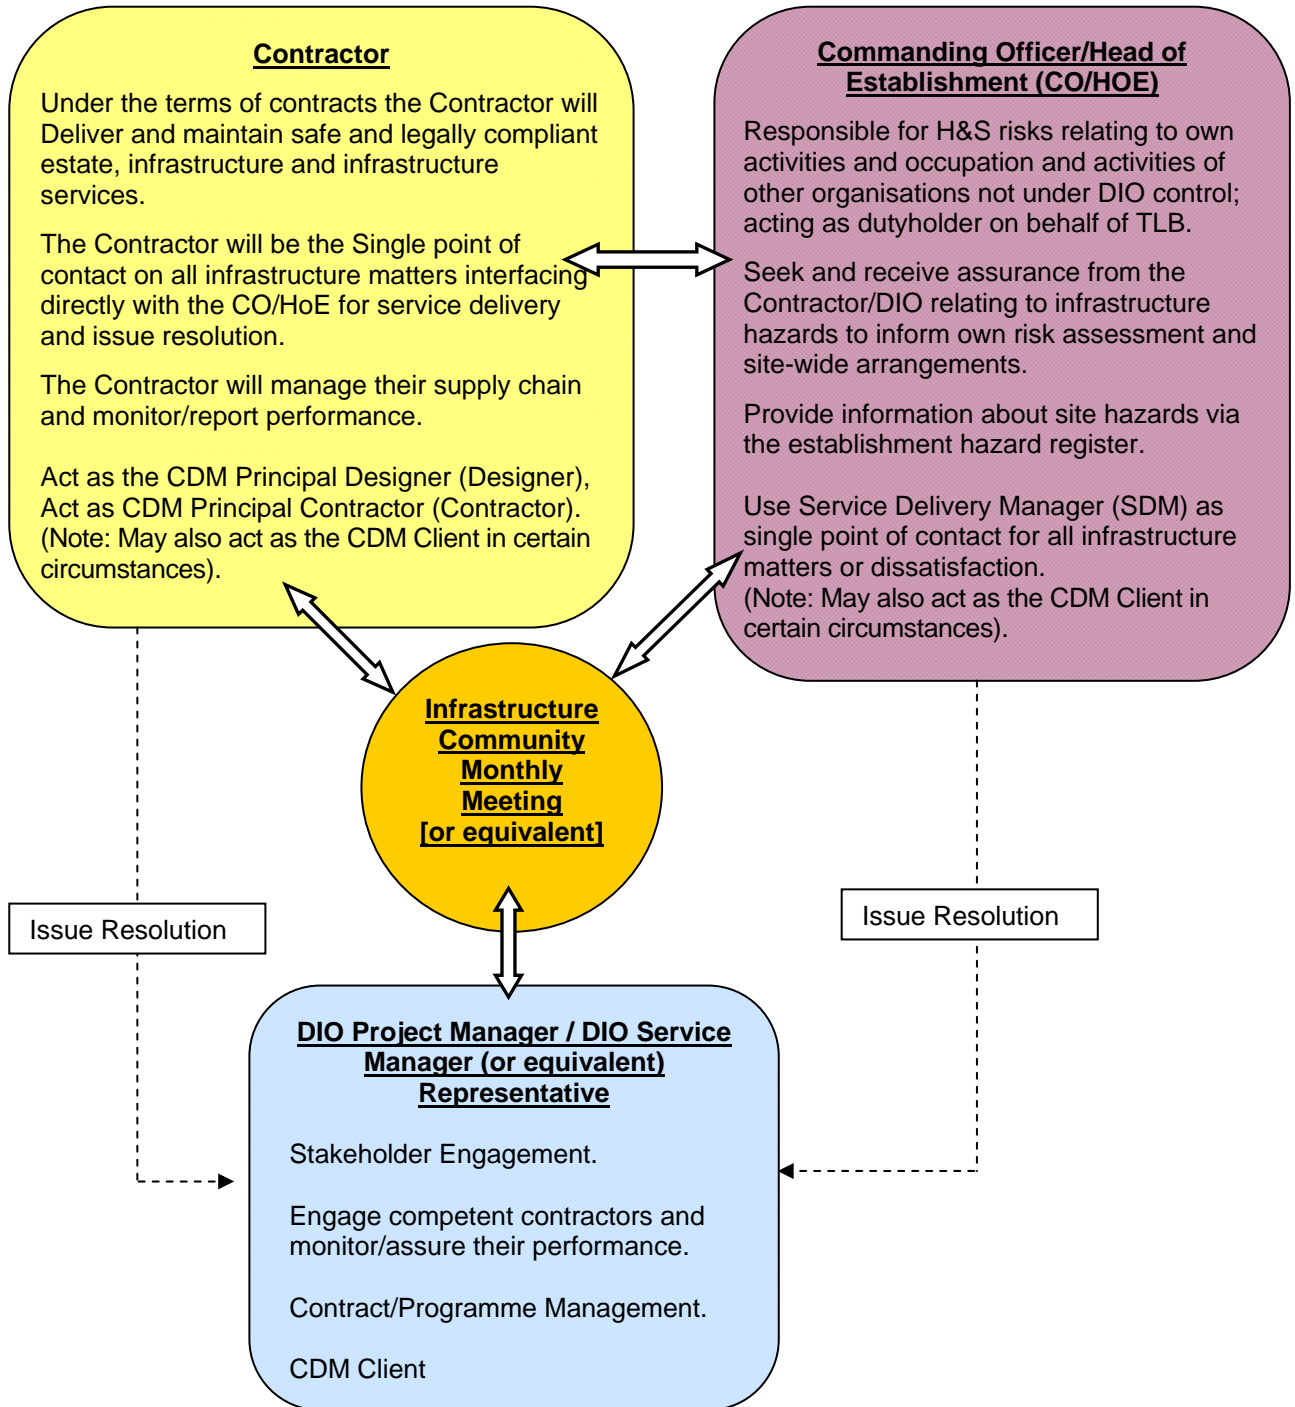 Contractor
Under the terms of contracts the Contractor will
Deliver and maintain safe and legally compliant
estate, infrastructure and infrastructure
services.
The Contractor will be the Single point of
contact on all infrastructure matters interfacing
directly with the CO/HoE for service delivery
and issue resolution.
The Contractor will manage their supply chain
and monitor/report performance.
Act as the CDM Principal Designer (Designer),
Act as CDM Principal Contractor (Contractor).
(Note: May also act as the CDM Client in certain
circumstances).
Commanding Officer/Head of
Establishment (CO/HOE)
Responsible for H&S risks relating to own
activities and occupation and activities of
other organisations not under DIO control;
acting as dutyholder on behalf of TLB.
Seek and receive assurance from the
Contractor/DIO relating to infrastructure
hazards to inform own risk assessment and
site-wide arrangements.
Provide information about site hazards via
the establishment hazard register.
Use Service Delivery Manager (SDM) as
single point of contact for all infrastructure
matters or dissatisfaction.
(Note: May also act as the CDM Client in
certain circumstances).
Infrastructure
Community
Monthly
Meeting
[or equivalent]
Issue Resolution
Issue Resolution
DIO Project Manager / DIO Service
Manager (or equivalent)
Representative
Stakeholder Engagement.
Engage competent contractors and
monitor/assure their performance.
Contract/Programme Management.
CDM Client